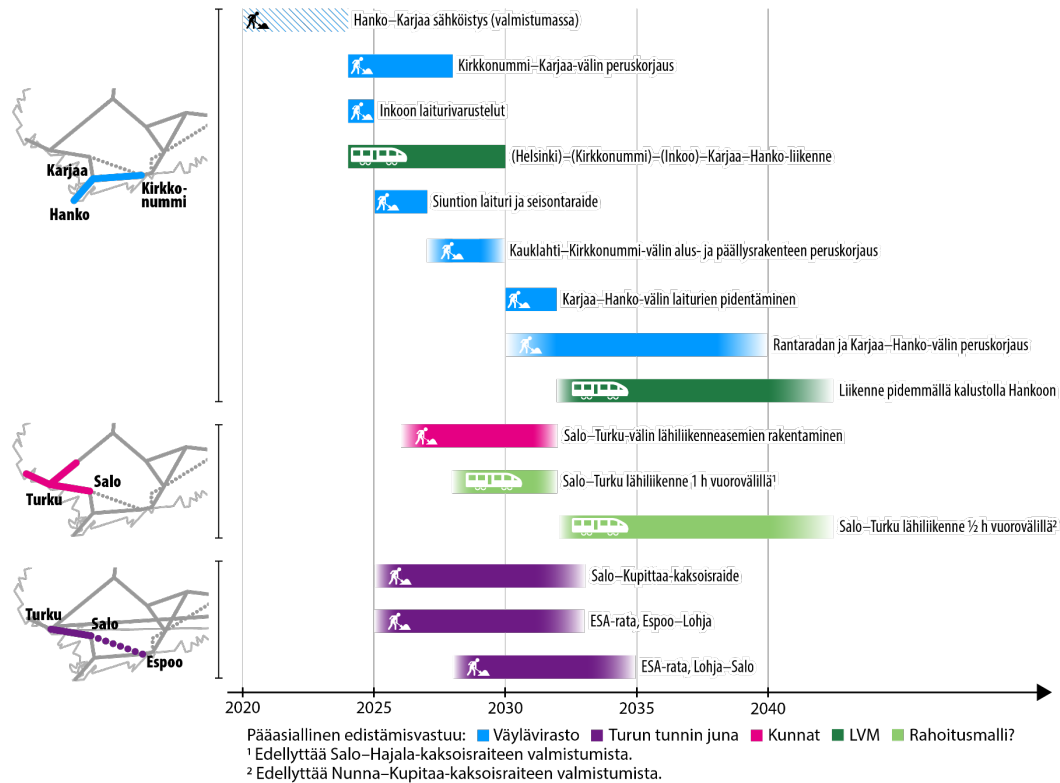 Hanko–Karjaa sähköistys (valmistumassa)
Kirkkonummi–Karjaa-välin peruskorjaus
Inkoon laiturivarustelut
(Helsinki)–(Kirkkonummi)–(Inkoo)–Karjaa–Hanko-liikenne
Karjaa
Kirkko-
nummi
Hanko
Siuntion laituri ja seisontaraide
Kauklahti–Kirkkonummi-välin alus- ja päällysrakenteen peruskorjaus
Karjaa–Hanko-välin laiturien pidentäminen
Rantaradan ja Karjaa–Hanko-välin peruskorjaus
Liikenne pidemmällä kalustolla Hankoon
Salo–Turku-välin lähiliikenneasemien rakentaminen
Salo
Turku
Salo–Turku lähiliikenne 1 h vuorovälillä¹
Salo–Turku lähiliikenne ½ h vuorovälillä²
Salo–Kupittaa-kaksoisraide
Turku
Salo
Espoo
ESA-rata, Espoo–Lohja
ESA-rata, Lohja–Salo
2020 2025 2030 2035 2040
Pääasiallinen edistämisvastuu: Väylävirasto Turun tunnin juna Kunnat LVM Rahoitusmalli?
¹ Edellyttää Salo–Hajala-kaksoisraiteen valmistumista.
² Edellyttää Nunna–Kupitaa-kaksoisraiteen valmistumista.